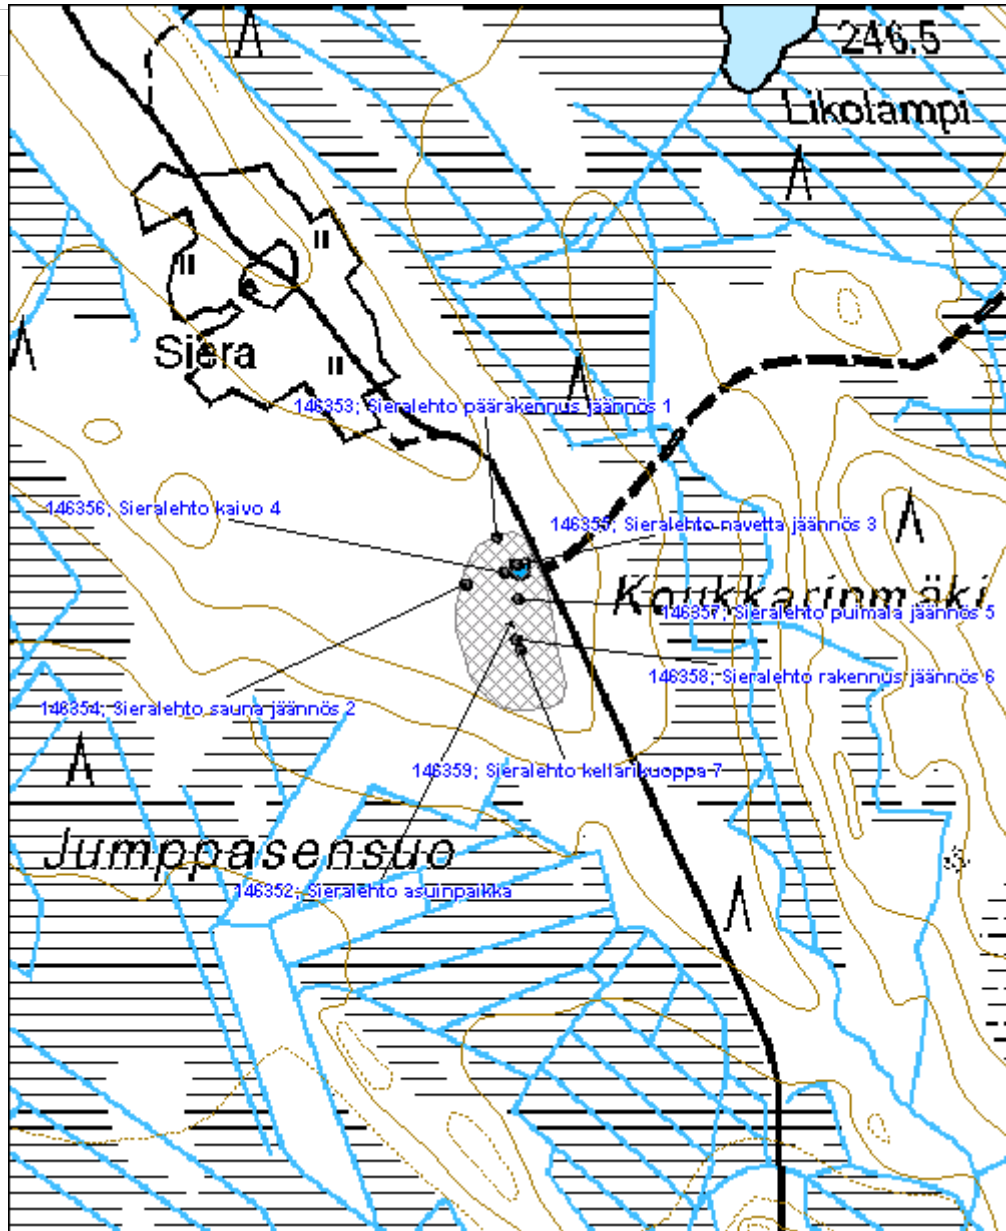 246.5
Likolampi
Siera
146353; Sieralehto päärakennus jäännös 1
146356; Sieralehto kaivo 4
146355; Sieralehto navetta jäännös 3
Koukkarinmäki
146357; Sieralehto puimala jäännös 5
146358; Sieralehto rakennus jäännös 6
146354; Sieralehto sauna jäännös 2
146359; Sieralehto kellarikuoppa 7
Jumppasensuo
146352; Sieralehto asuinpaikka